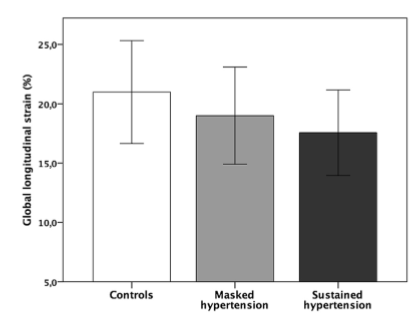 Global longitudinal strain (%)
25,0
20,0
15,0
10,0
5,0
Controls
Masked
hypertension
Sustained
hypertension